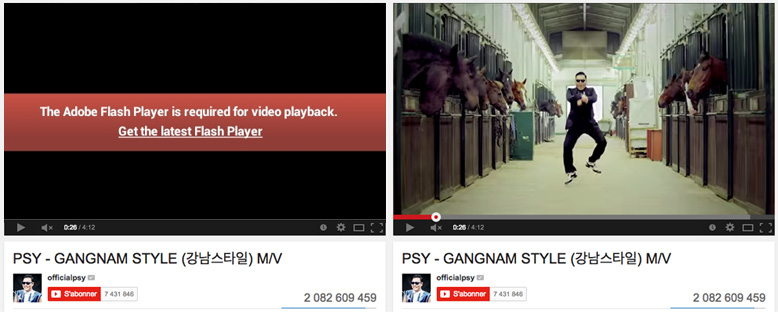 The Adobe Flash Player is required for video playback.
Get the latest Flash Player
0:26 / 4:12
PSY - GANGNAM STYLE (강남스타일) M/V
officialpsy
S'abonner
7 431 846
2 082 609 459
0:26 / 4:12
PSY - GANGNAM STYLE (강남스타일) M/V
officialpsy
S'abonner
7 431 846
2 082 609 459